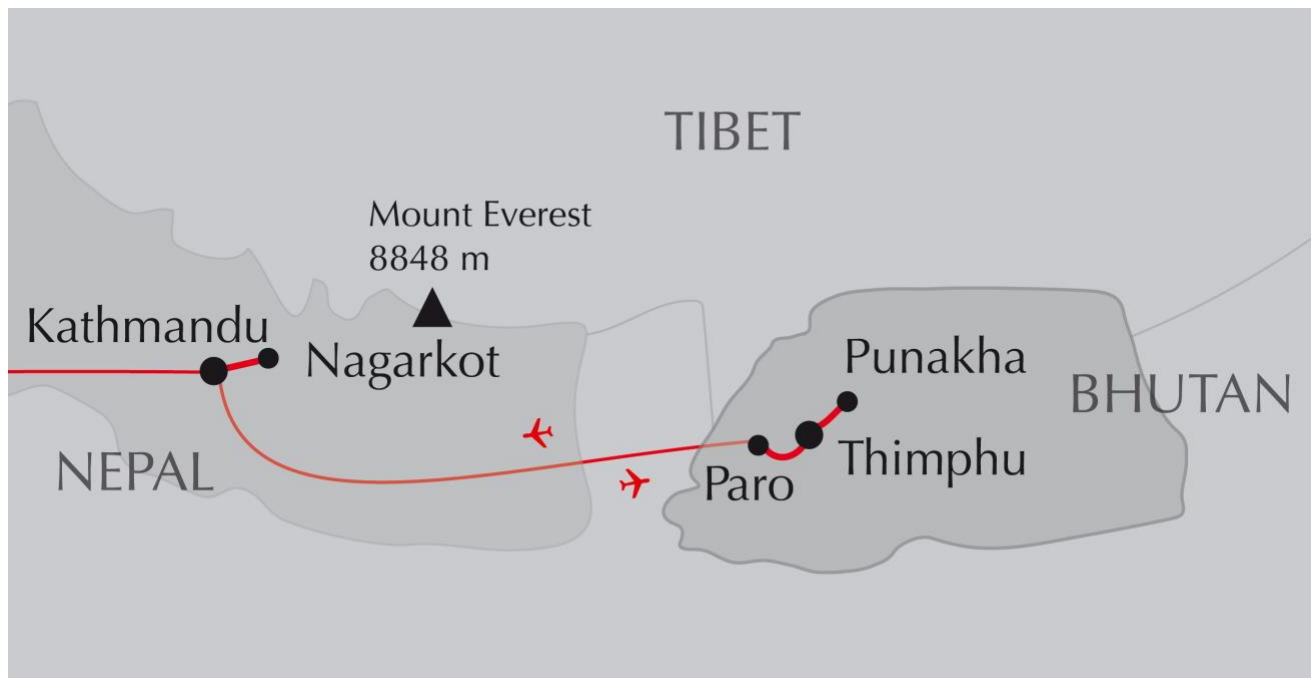 TIBET
Mount Everest
8848 m
Kathmandu
Nagarkot
Punakha
BHUTAN
NEPAL
Paro
Thimphu